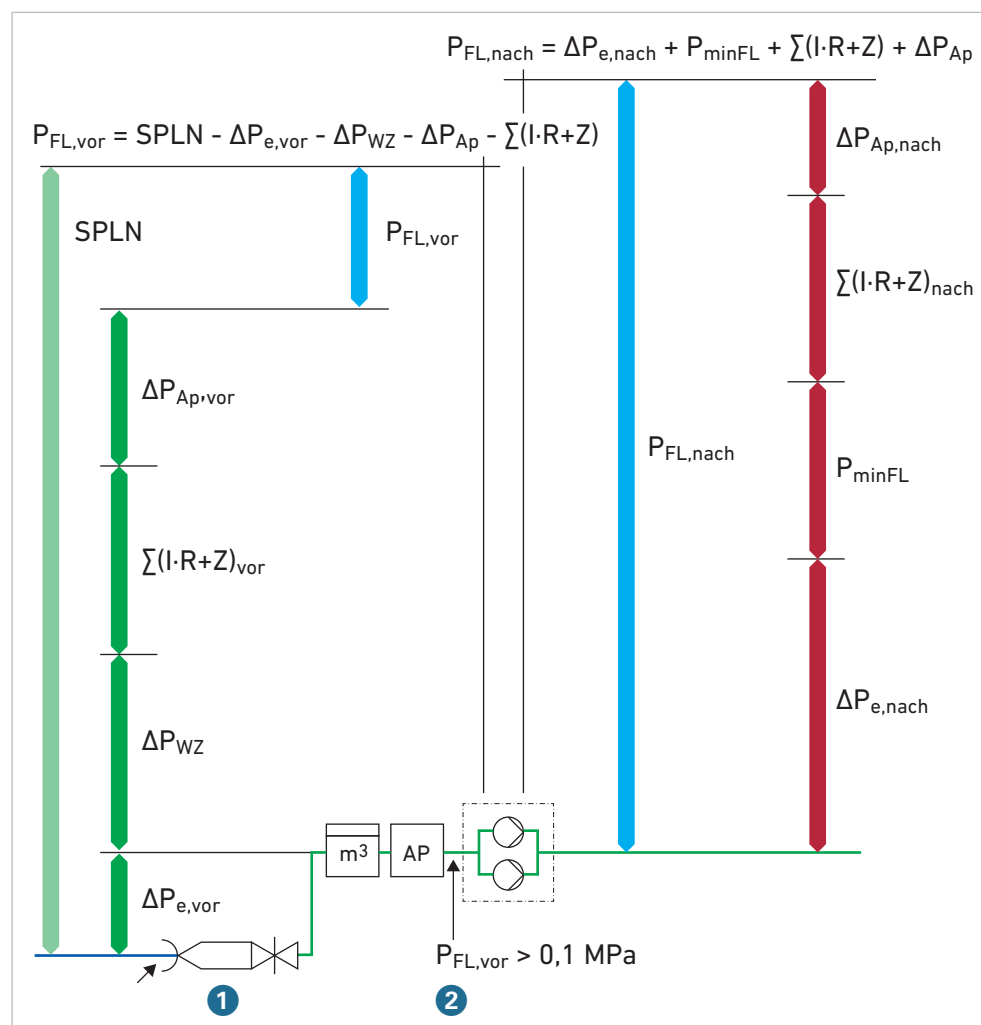 P_FL,nach = ΔP_e,nach + P_minFL + ∑(I·R+Z) + ΔP_Ap
P_FL,vor = SPLN - ΔP_e,vor - ΔP_WZ - ΔP_Ap - ∑(I·R+Z)
ΔP_Ap,nach
SPLN
P_FL,vor
∑(I·R+Z)_nach
ΔP_Ap,vor
P_FL,nach
P_minFL
∑(I·R+Z)_vor
ΔP_e,nach
ΔP_WZ
m³
AP
ΔP_e,vor
P_FL,vor > 0,1 MPa
1
2